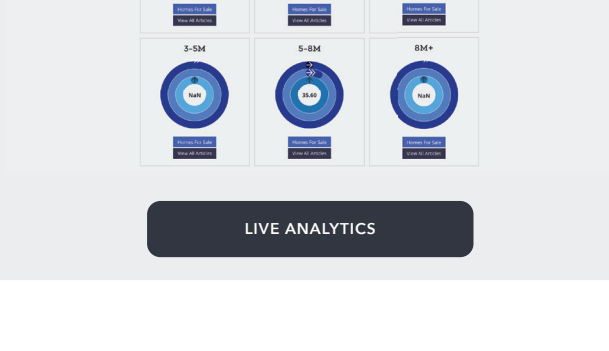 Homes For Sale
View All Articles
Homes For Sale
View All Articles
Homes For Sale
View All Articles
3-5M
NaN
Homes For Sale
View All Articles
5-8M
35.60
Homes For Sale
View All Articles
8M+
NaN
Homes For Sale
View All Articles
LIVE ANALYTICS